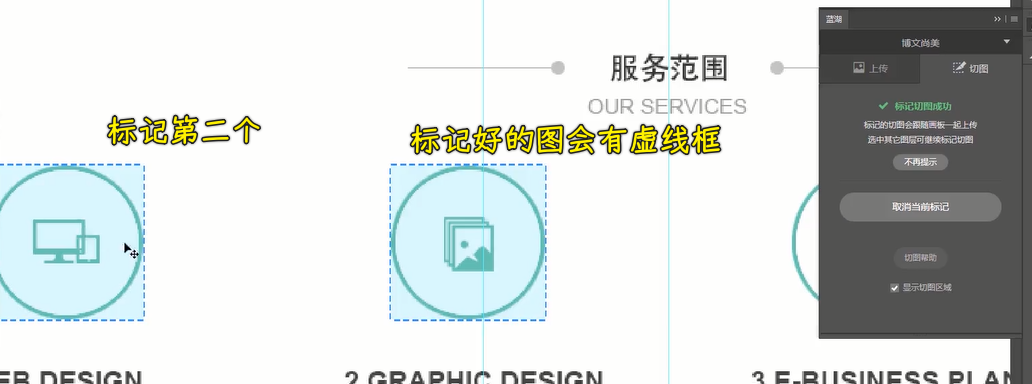 蓝湖
博文尚美
上传
切图
标记切图成功
标记的切图会跟随画板一起上传
选中其它图层可继续标记切图
不再提示
取消当前标记
切图帮助
显示切图区域
服务范围
OUR SERVICES
标记第二个
标记好的图会有虚线框
EB DESIGN
2.GRAPHIC DESIGN
3.E-BUSINESS PLAN